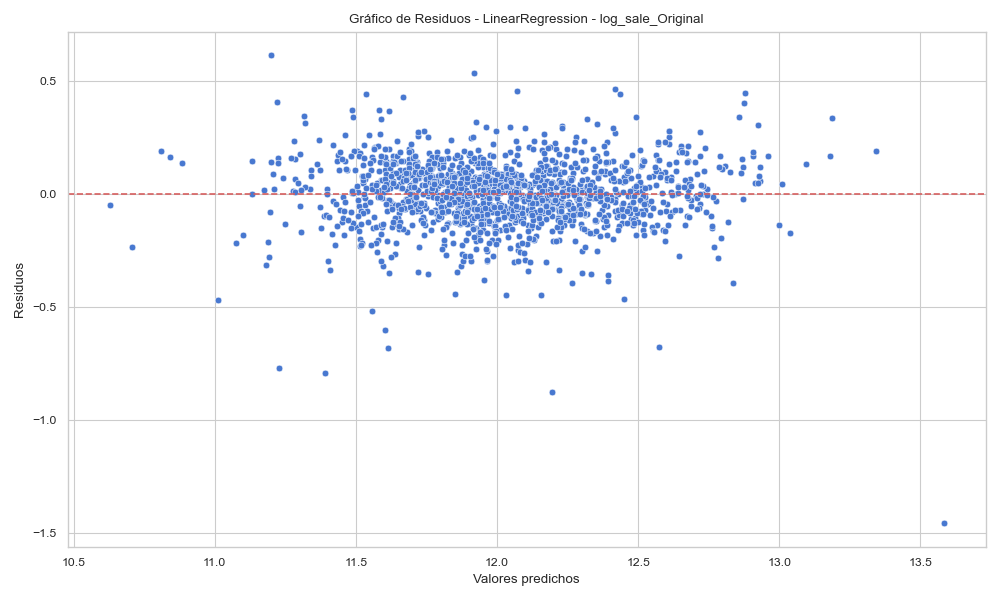 Gráfico de Residuos - LinearRegression - log_sale_Original
Residuos
0.5
0.0
−0.5
−1.0
−1.5
10.5 11.0 11.5 12.0 12.5 13.0 13.5
Valores predichos